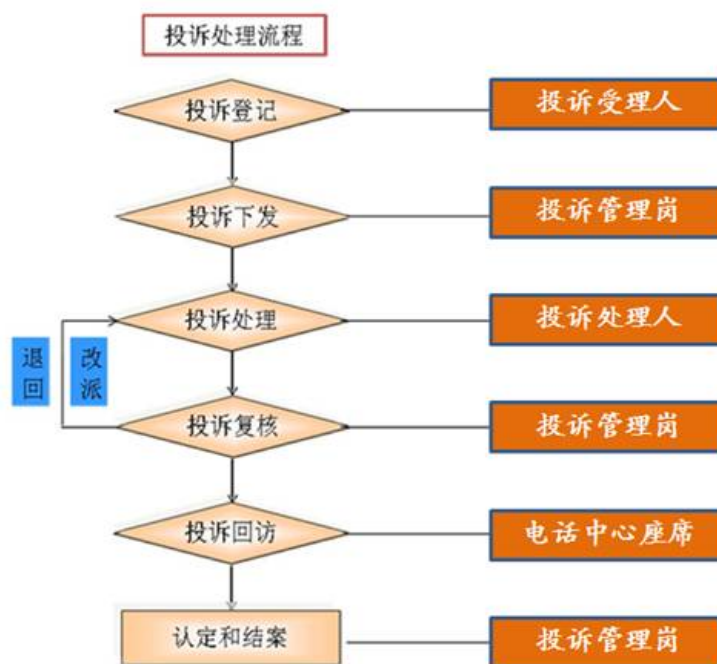 投诉处理流程
投诉登记
投诉受理人
投诉下发
投诉管理岗
投诉处理
投诉处理人
退回
改派
投诉复核
投诉管理岗
投诉回访
电话中心座席
认定和结案
投诉管理岗